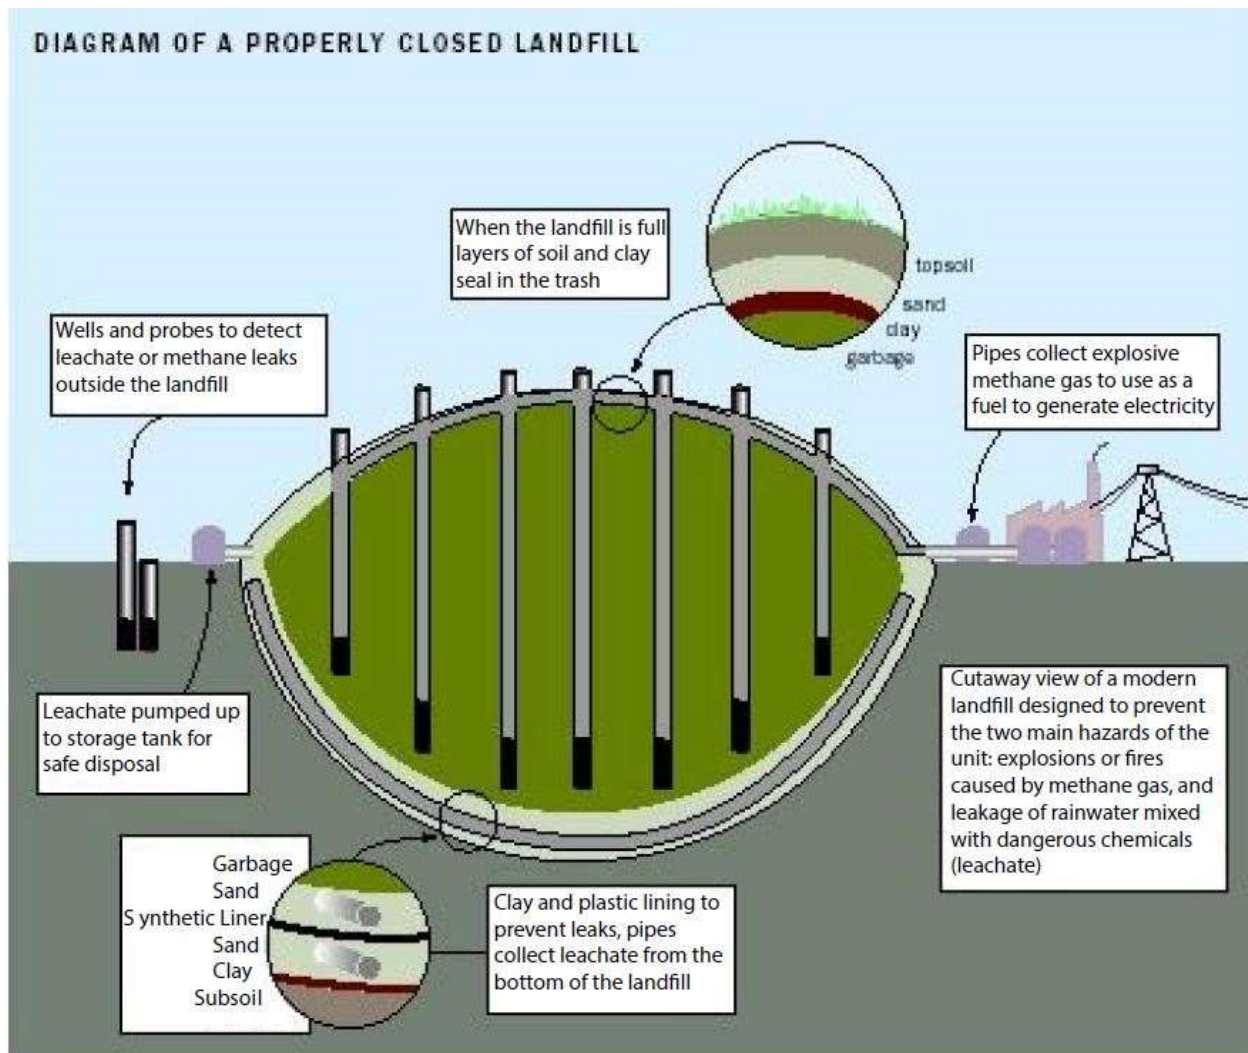 DIAGRAM OF A PROPERLY CLOSED LANDFILL
When the landfill is full
layers of soil and clay
seal in the trash
topsoil
sand
clay
garbage
Wells and probes to detect
leachate or methane leaks
outside the landfill
Pipes collect explosive
methane gas to use as a
fuel to generate electricity
Leachate pumped up
to storage tank for
safe disposal
Cutaway view of a modern
landfill designed to prevent
the two main hazards of the
unit: explosions or fires
caused by methane gas, and
leakage of rainwater mixed
with dangerous chemicals
(leachate)
Garbage
Sand
S ynthetic Liner
Sand
Clay
Subsoil
Clay and plastic lining to
prevent leaks, pipes
collect leachate from the
bottom of the landfill